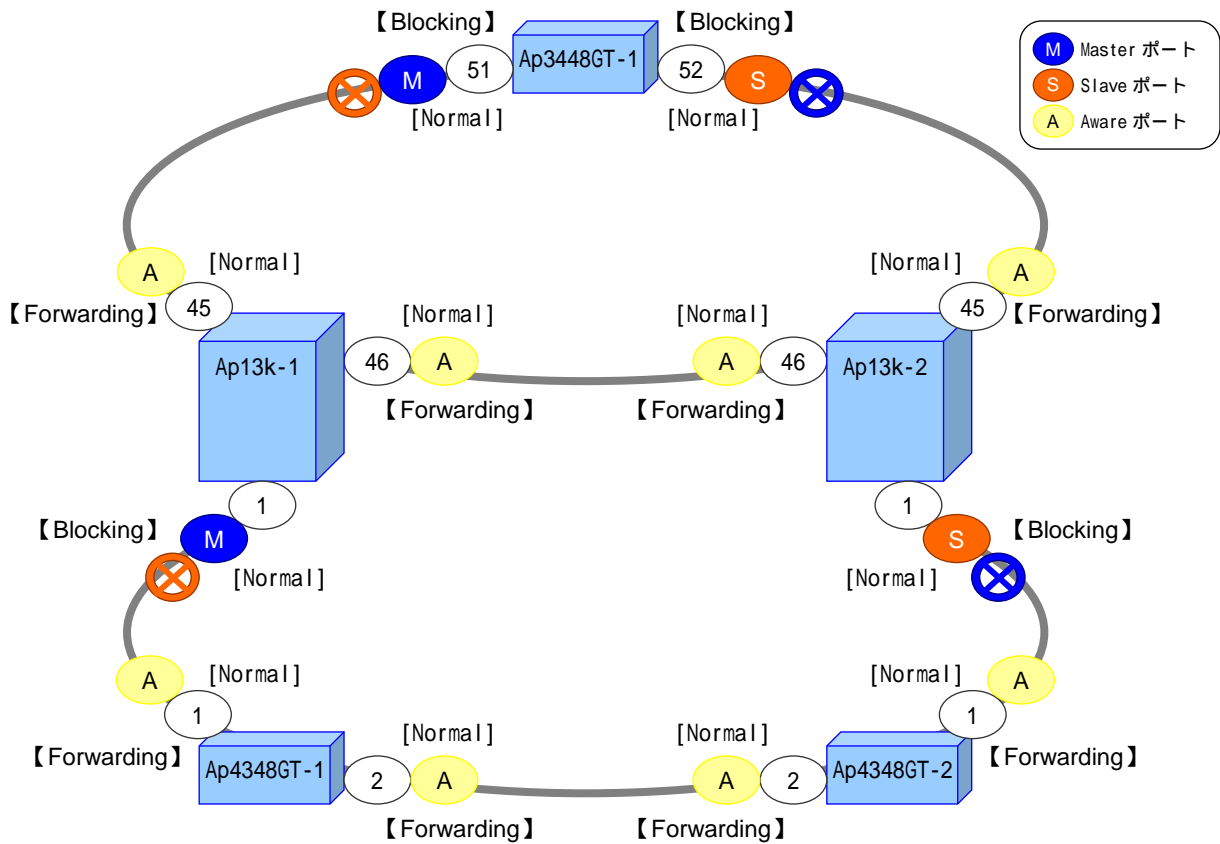 【Blocking】
【Blocking】
M
51
Ap3448GT-1
52
S
[Normal]
[Normal]
M Master ポート
S Slave ポート
A Aware ポート
A
[Normal]
45
【Forwarding】
[Normal]
A
45
【Forwarding】
Ap13k-1
[Normal]
46
A
【Forwarding】
[Normal]
A
46
【Forwarding】
Ap13k-2
1
【Blocking】
M
[Normal]
1
S
【Blocking】
[Normal]
A
[Normal]
1
【Forwarding】
[Normal]
A
1
【Forwarding】
Ap4348GT-1
[Normal]
2
A
【Forwarding】
[Normal]
A
2
【Forwarding】
Ap4348GT-2